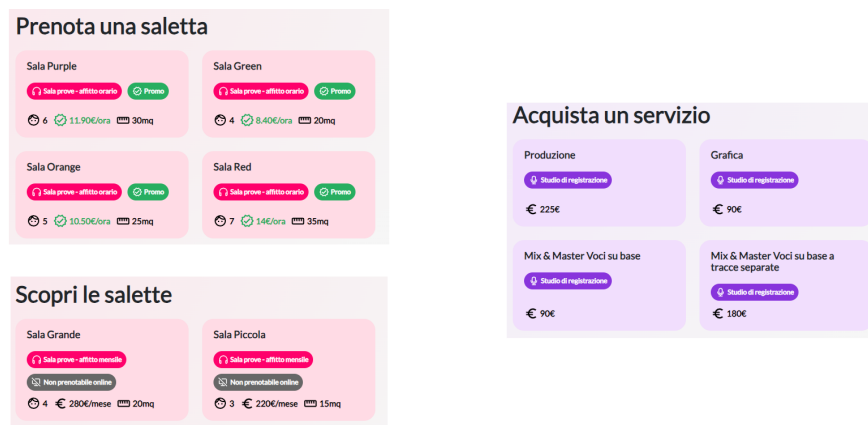 Prenota una saletta
Sala Purple
Sala prove - affitto orario Promo
6 11.90€/ora 30mq
Sala Green
Sala prove - affitto orario Promo
4 8.40€/ora 20mq
Sala Orange
Sala prove - affitto orario Promo
5 10.50€/ora 25mq
Sala Red
Sala prove - affitto orario Promo
7 14€/ora 35mq
Scopri le salette
Sala Grande
Sala prove - affitto mensile
Non prenotabile online
4 € 280€/mese 20mq
Sala Piccola
Sala prove - affitto mensile
Non prenotabile online
3 € 220€/mese 15mq
Acquista un servizio
Produzione
Studio di registrazione
€ 225€
Grafica
Studio di registrazione
€ 90€
Mix & Master Voci su base
Studio di registrazione
€ 90€
Mix & Master Voci su base a
tracce separate
Studio di registrazione
€ 180€